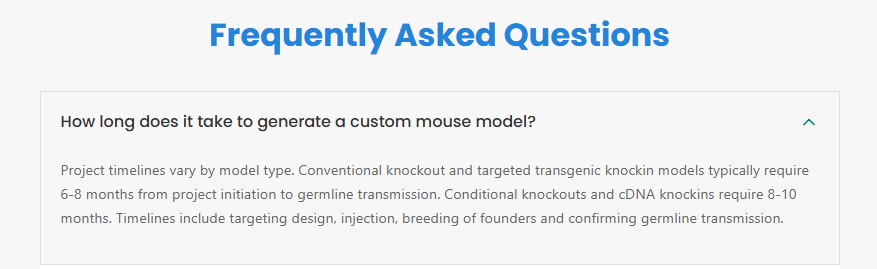 Frequently Asked Questions
How long does it take to generate a custom mouse model?
Project timelines vary by model type. Conventional knockout and targeted transgenic knockin models typically require
6-8 months from project initiation to germline transmission. Conditional knockouts and cDNA knockins require 8-10
months. Timelines include targeting design, injection, breeding of founders and confirming germline transmission.